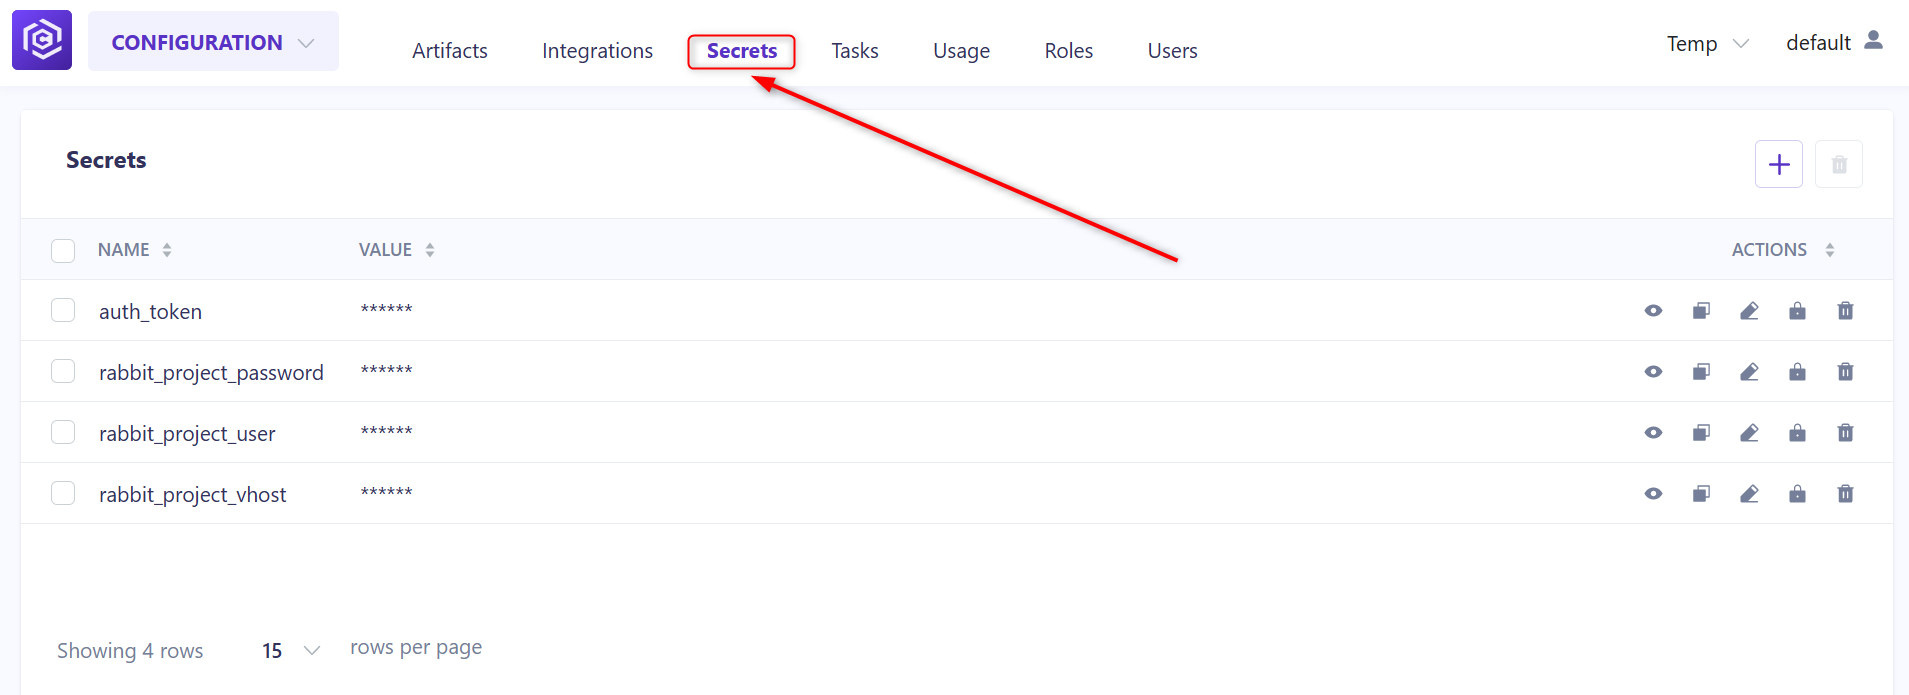 CONFIGURATION Artifacts Integrations Secrets Tasks Usage Roles Users Temp default
Secrets
NAME VALUE ACTIONS
auth_token ******
rabbit_project_password ******
rabbit_project_user ******
rabbit_project_vhost ******
Showing 4 rows 15 rows per page